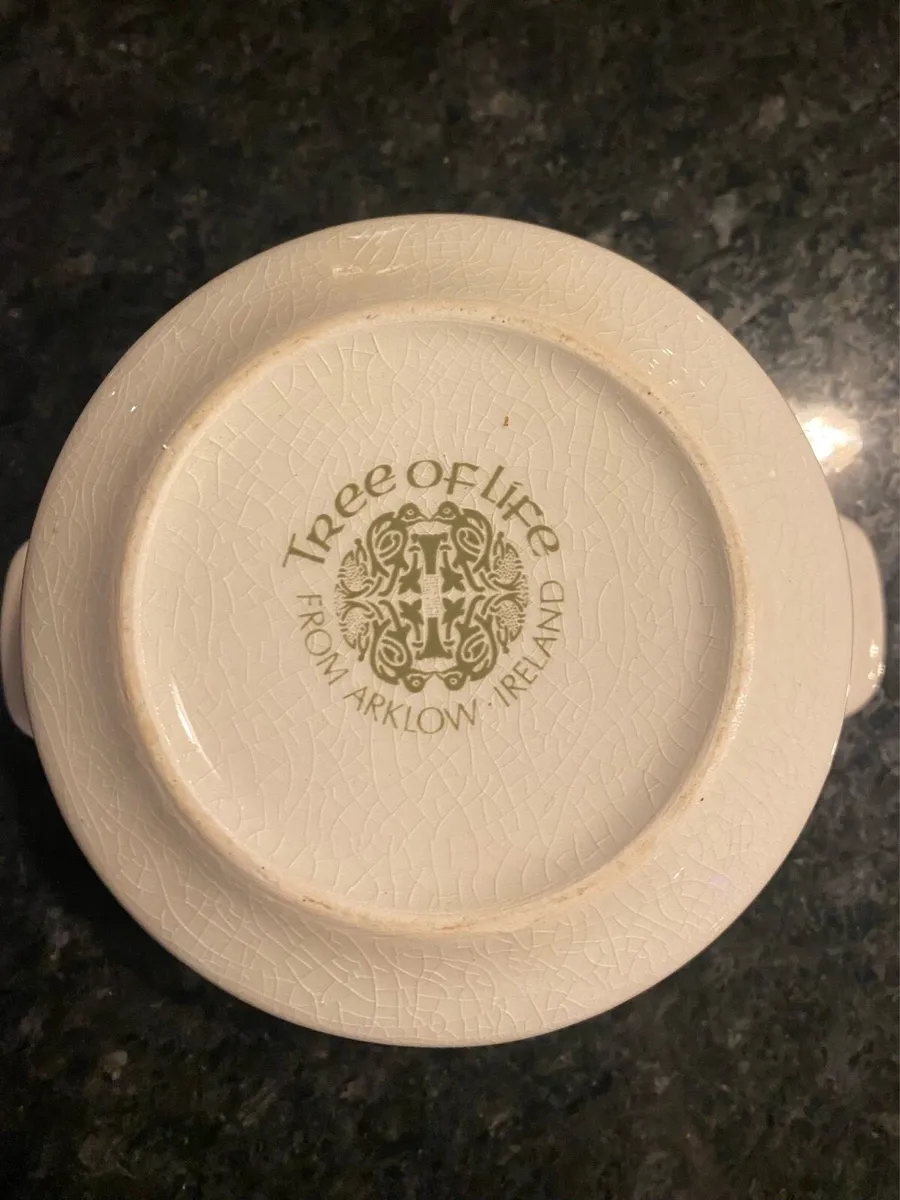 Tree of Life
FROM ARKLOW · IRELAND